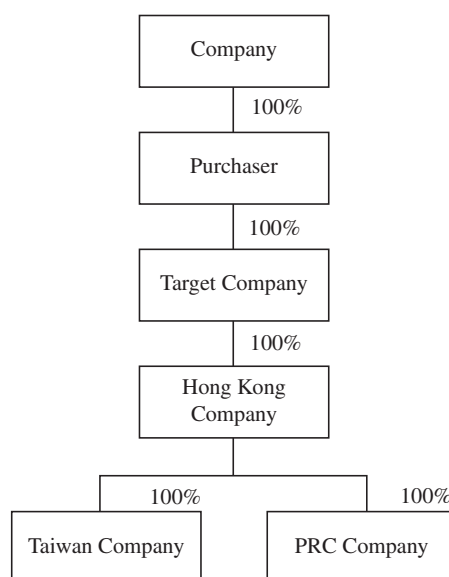 Company
100%
Purchaser
100%
Target Company
100%
Hong Kong
Company
100%
100%
Taiwan Company
PRC Company